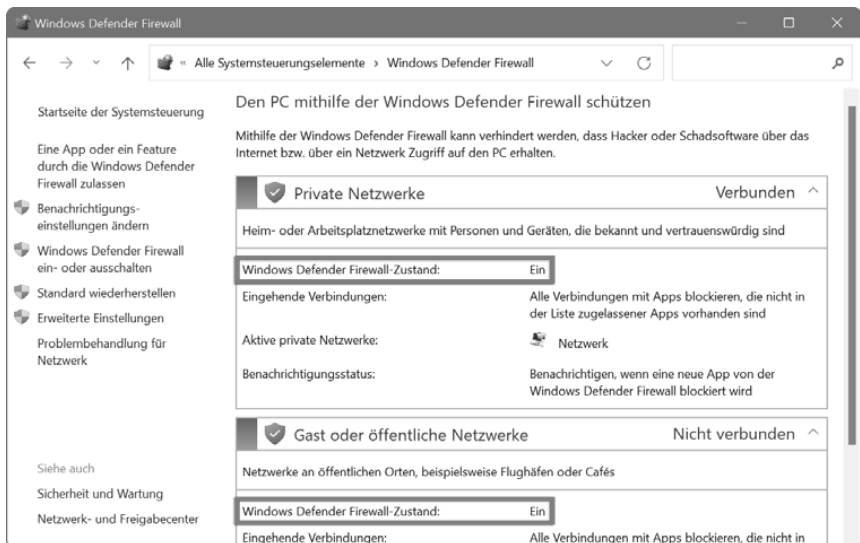 Windows Defender Firewall
« Alle Systemsteuerungselemente > Windows Defender Firewall
Startseite der Systemsteuerung
Eine App oder ein Feature
durch die Windows Defender
Firewall zulassen
Benachrichtigungs-
einstellungen ändern
Windows Defender Firewall
ein- oder ausschalten
Standard wiederherstellen
Erweiterte Einstellungen
Problembehandlung für
Netzwerk
Siehe auch
Sicherheit und Wartung
Netzwerk- und Freigabecenter
Den PC mithilfe der Windows Defender Firewall schützen
Mithilfe der Windows Defender Firewall kann verhindert werden, dass Hacker oder Schadsoftware über das
Internet bzw. über ein Netzwerk Zugriff auf den PC erhalten.
Private Netzwerke Verbunden
Heim- oder Arbeitsplatznetzwerke mit Personen und Geräten, die bekannt und vertrauenswürdig sind
Windows Defender Firewall-Zustand: Ein
Eingehende Verbindungen: Alle Verbindungen mit Apps blockieren, die nicht in
der Liste zugelassener Apps vorhanden sind
Aktive private Netzwerke: Netzwerk
Benachrichtigungsstatus: Benachrichtigen, wenn eine neue App von der
Windows Defender Firewall blockiert wird
Gast oder öffentliche Netzwerke Nicht verbunden
Netzwerke an öffentlichen Orten, beispielsweise Flughäfen oder Cafés
Windows Defender Firewall-Zustand: Ein
Eingehende Verbindungen: Alle Verbindungen mit Apps blockieren, die nicht in